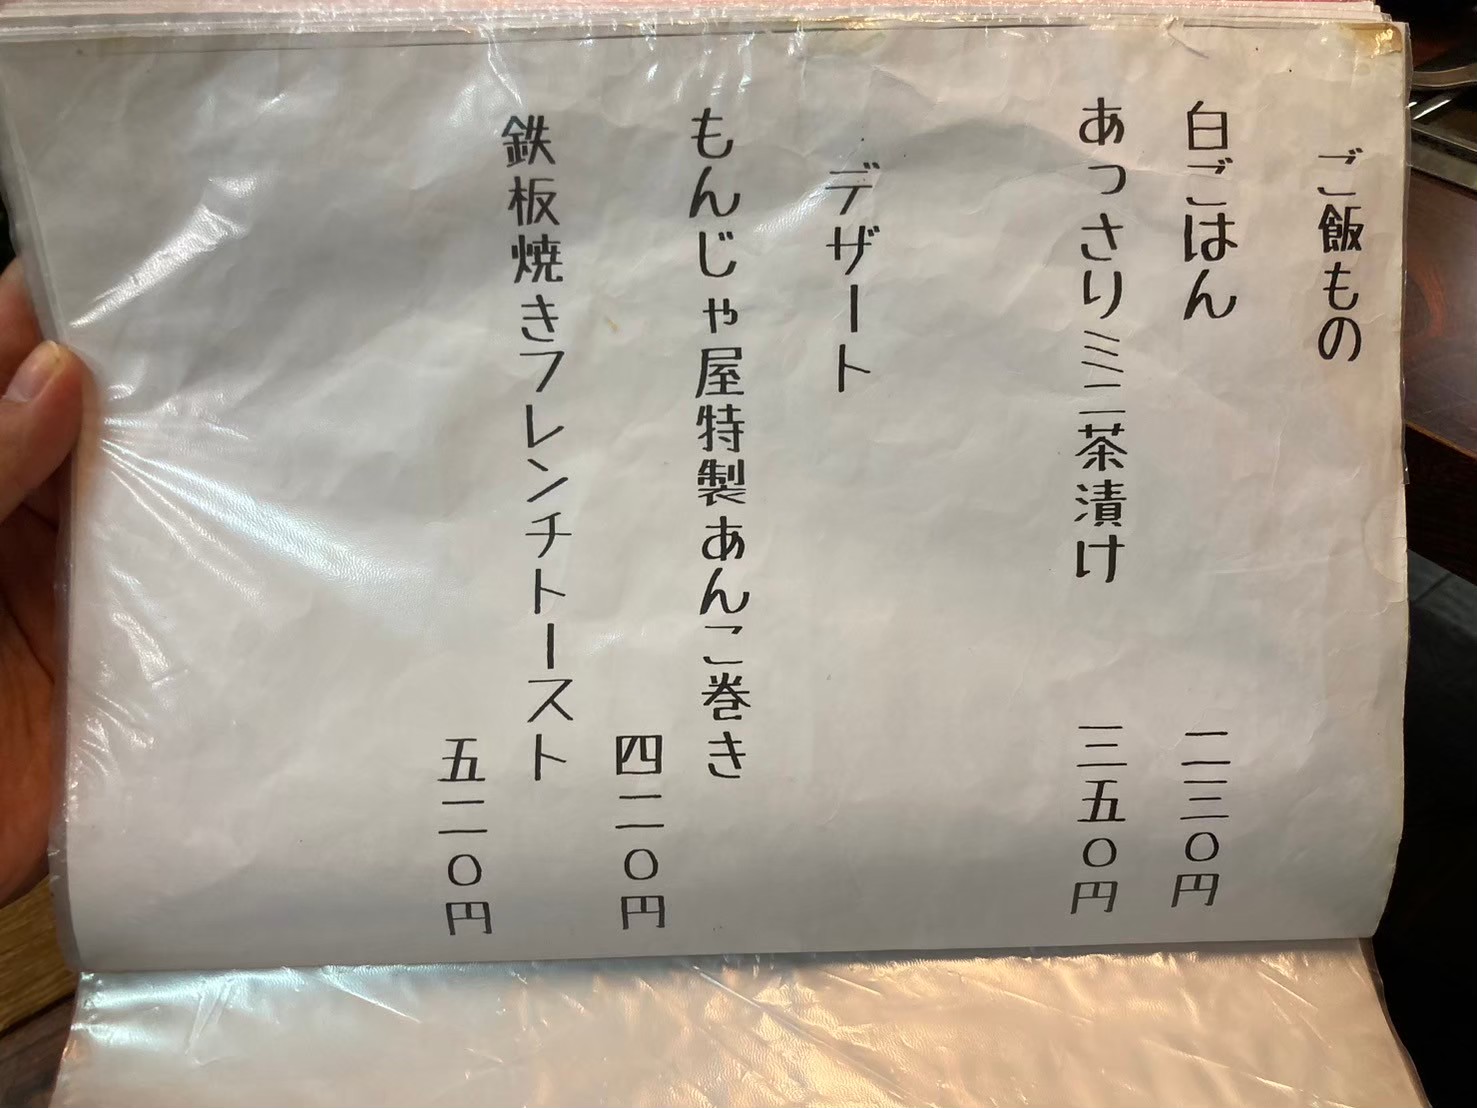 ご飯もの
白ごはん 二三〇円
あっさりミニ茶漬け 三五〇円
デザート
もんじゃ屋特製あんこ巻き
四二〇円
鉄板焼きフレンチトースト
五二〇円